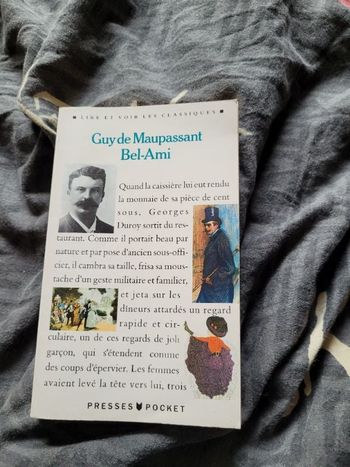 LIRE ET VOIR LES CLASSIQUES
Guy de Maupassant
Bel-Ami
Quand la caissière lui eut rendu
la monnaie de sa pièce de cent
sous, Georges
Duroy sortit du res-
taurant. Comme il portait beau par
nature et par pose d'ancien sous-offi-
cier, il cambra sa taille, frisa sa mous-
tache d'un geste militaire et familier,
et jeta sur les
dîneurs attardés un regard
rapide et cir-
culaire, un de ces regards de joli
garçon, qui s'étendent comme
des coups d'épervier. Les femmes
avaient levé la tête vers lui, trois
PRESSES POCKET